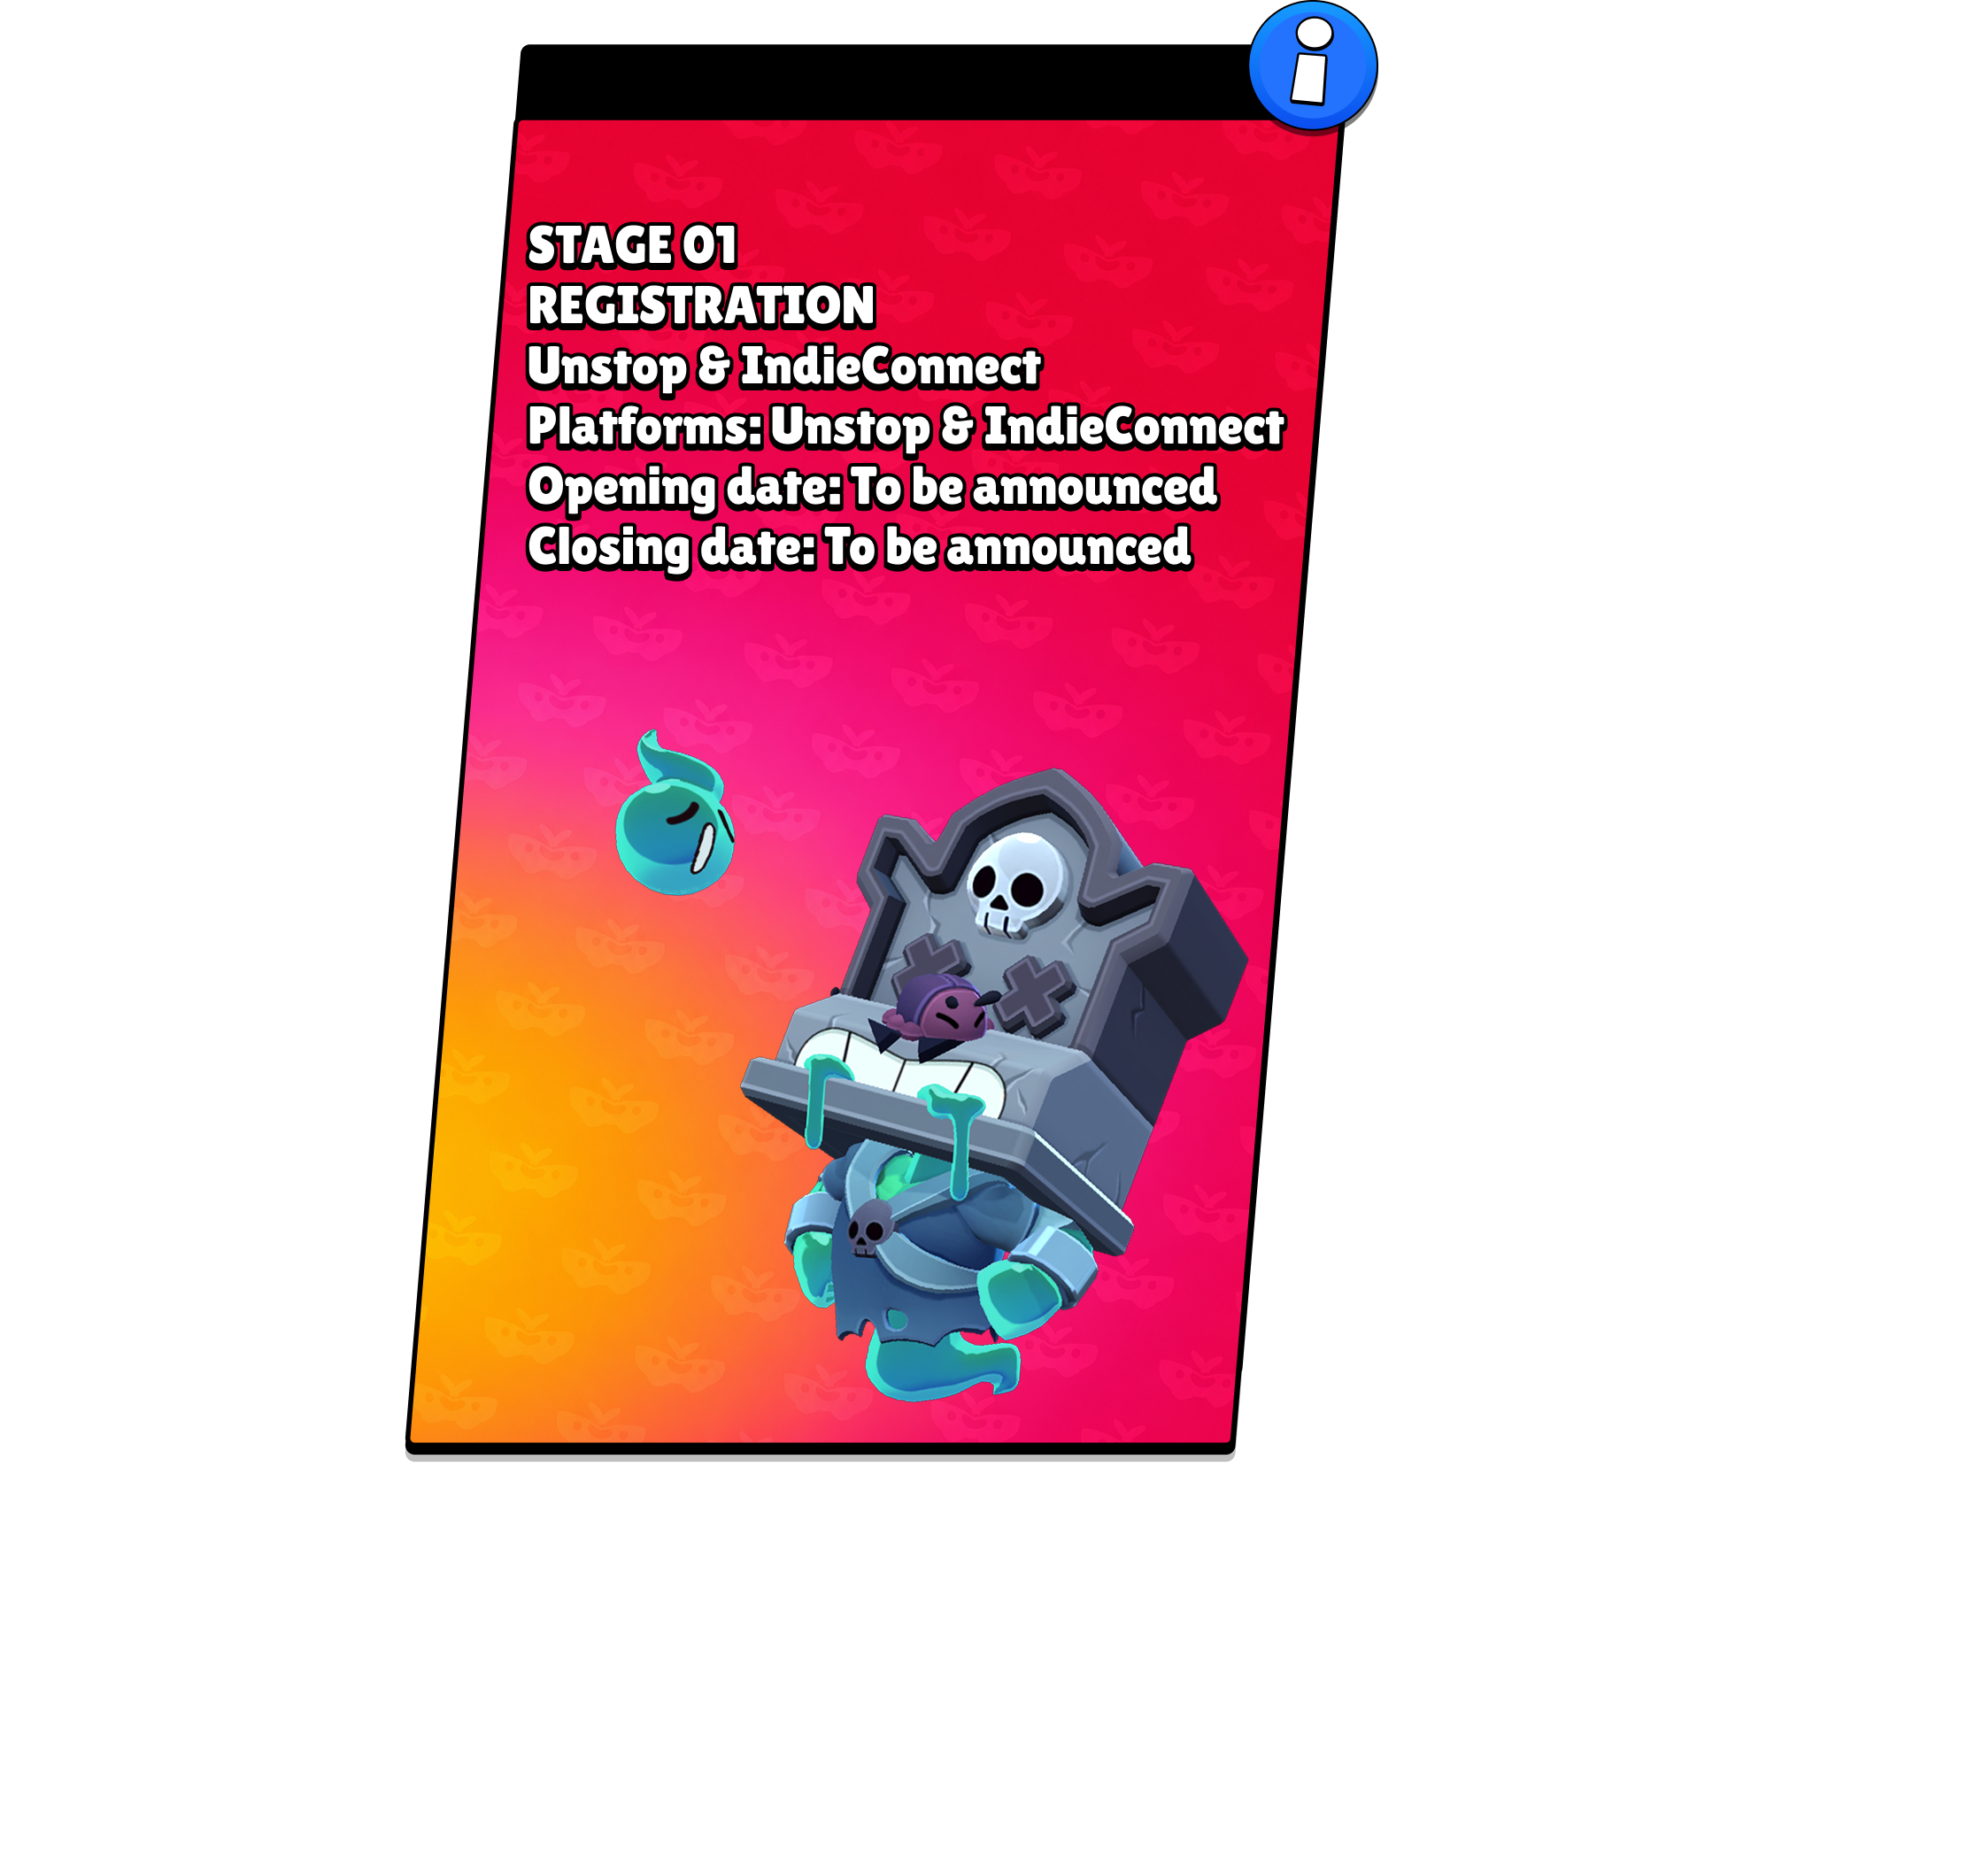 STAGE 01
REGISTRATION
Unstop & IndieConnect
Platforms: Unstop & IndieConnect
Opening date: To be announced
Closing date: To be announced